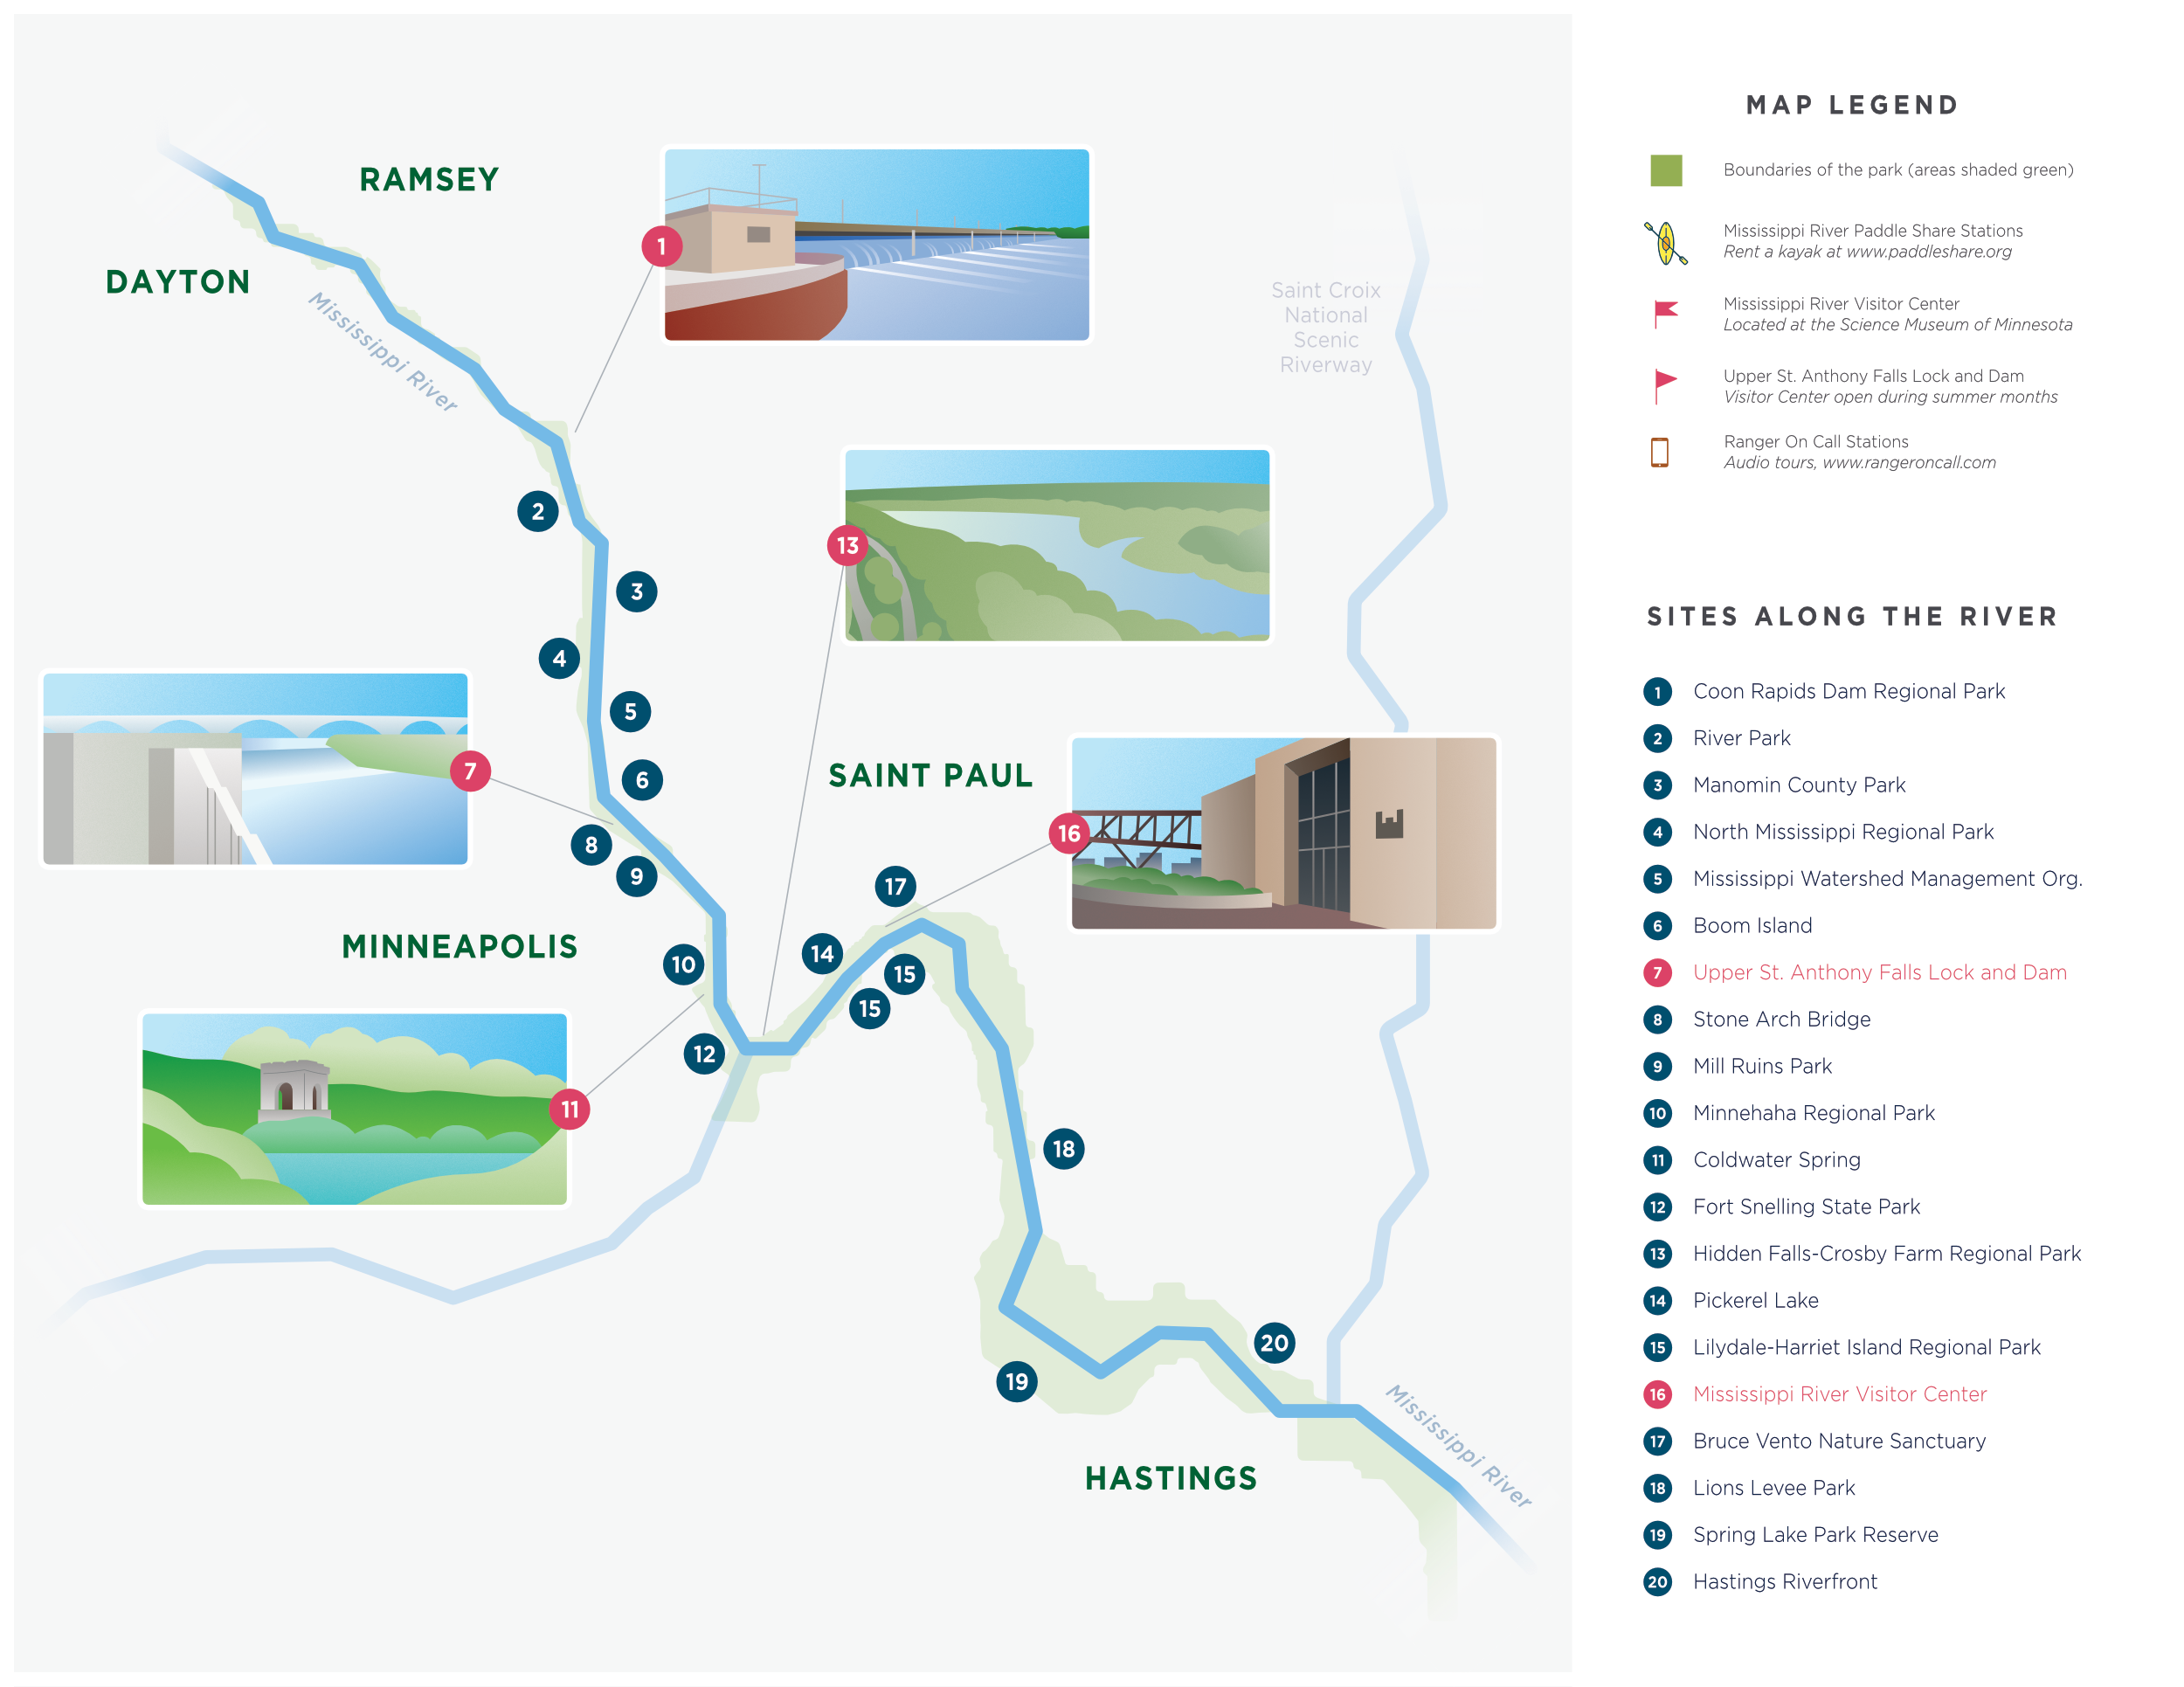 RAMSEY
DAYTON
Mississippi River
1
2
3
4
5
6
7
8
9
MINNEAPOLIS
10
11
12
13
Saint Croix
National
Scenic
Riverway
SAINT PAUL
14
15
15
16
17
18
19
20
HASTINGS
Mississippi River
MAP LEGEND
Boundaries of the park (areas shaded green)
Mississippi River Paddle Share Stations
Rent a kayak at www.paddleshare.org
Mississippi River Visitor Center
Located at the Science Museum of Minnesota
Upper St. Anthony Falls Lock and Dam
Visitor Center open during summer months
Ranger On Call Stations
Audio tours, www.rangeroncall.com
SITES ALONG THE RIVER
1 Coon Rapids Dam Regional Park
2 River Park
3 Manomin County Park
4 North Mississippi Regional Park
5 Mississippi Watershed Management Org.
6 Boom Island
7 Upper St. Anthony Falls Lock and Dam
8 Stone Arch Bridge
9 Mill Ruins Park
10 Minnehaha Regional Park
11 Coldwater Spring
12 Fort Snelling State Park
13 Hidden Falls-Crosby Farm Regional Park
14 Pickerel Lake
15 Lilydale-Harriet Island Regional Park
16 Mississippi River Visitor Center
17 Bruce Vento Nature Sanctuary
18 Lions Levee Park
19 Spring Lake Park Reserve
20 Hastings Riverfront